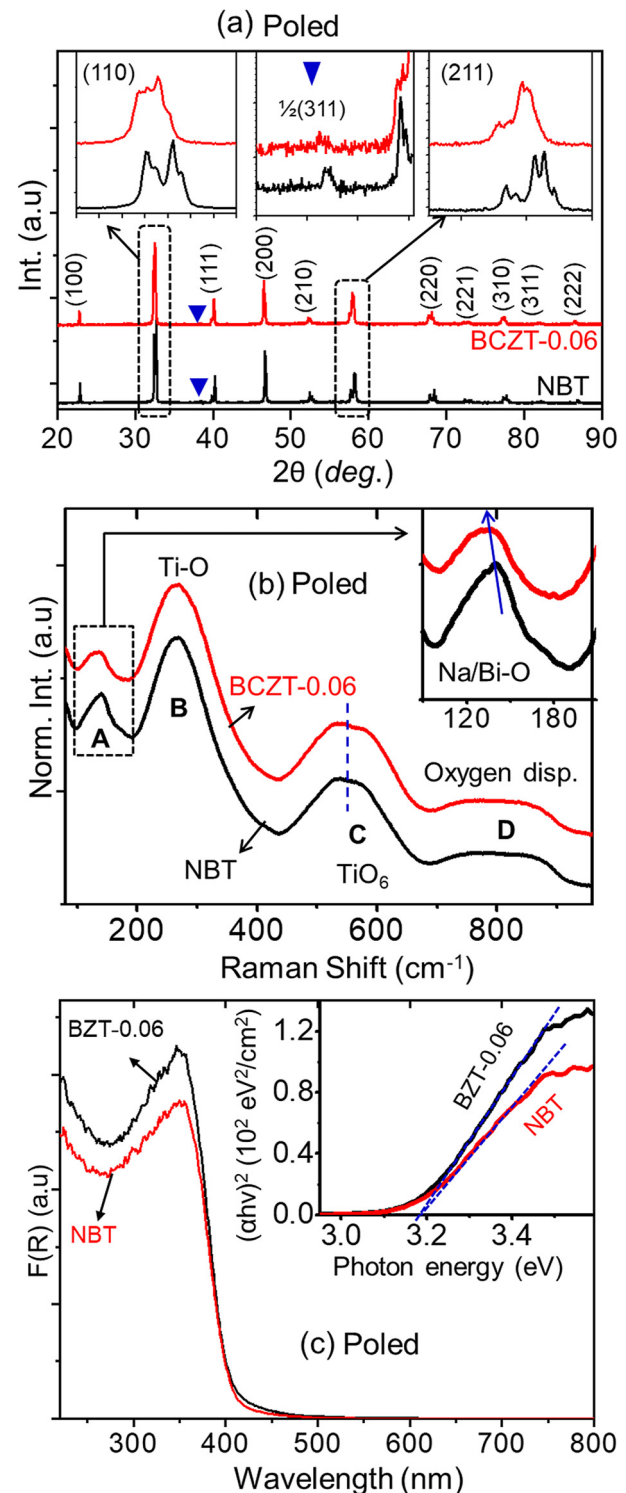 (a) Poled
(110)
½(311)
(211)
Int. (a.u)
(100)
(111)
(200)
(210)
(220)
(221)
(310)
(311)
(222)
BCZT-0.06
NBT
20 30 40 50 60 70 80 90
2θ (deg.)
(b) Poled
Ti-O
Na/Bi-O
120 180
Norm. Int. (a.u)
A
B
BCZT-0.06
Oxygen disp.
NBT
C
D
TiO₆
200 400 600 800
Raman Shift (cm⁻¹)
BZT-0.06
NBT
F(R) (a.u)
(αhν)² (10² eV²/cm²)
1.2
0.8
0.4
0.0
BZT-0.06
NBT
3.0 3.2 3.4
Photon energy (eV)
(c) Poled
300 400 500 600 700 800
Wavelength (nm)